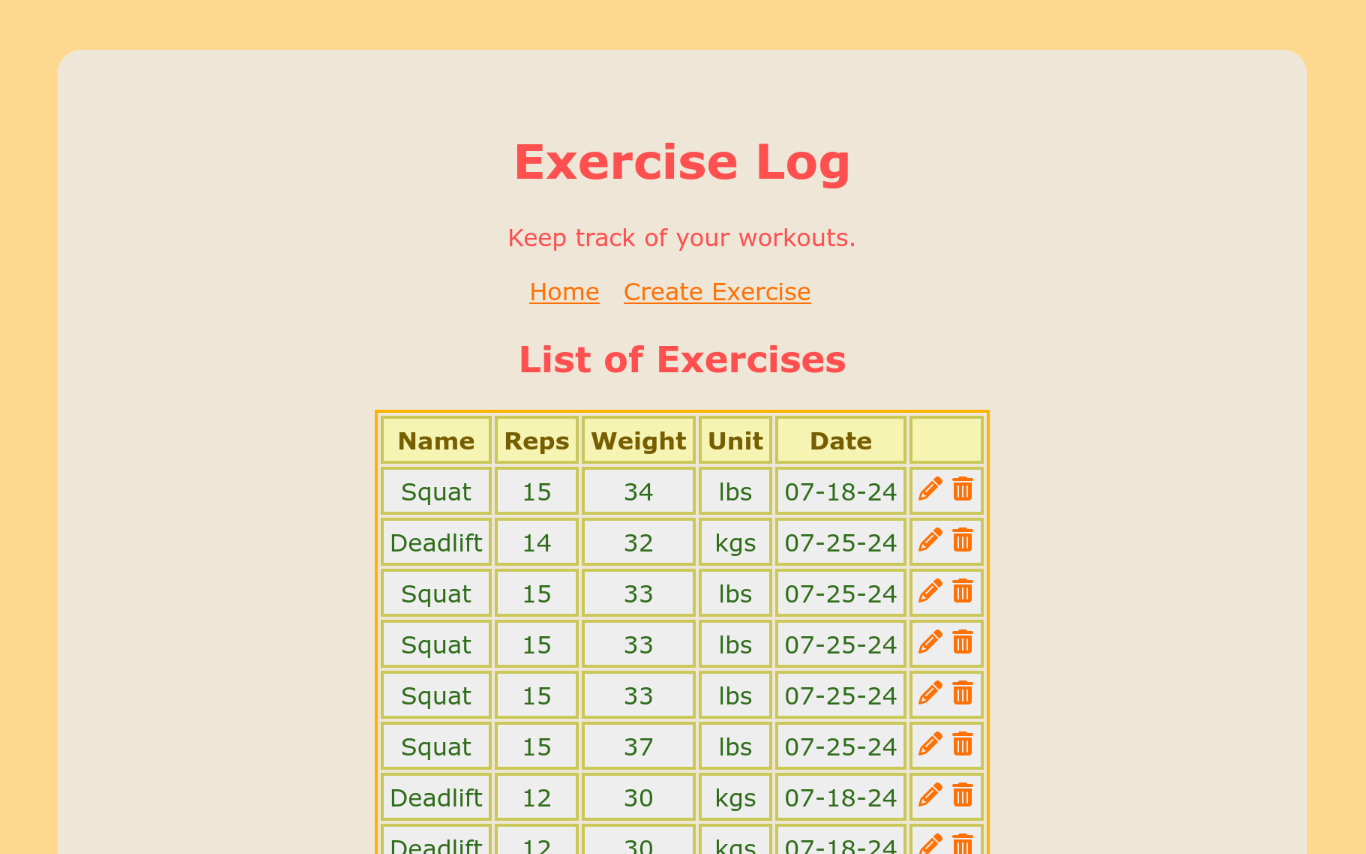 Exercise Log
Keep track of your workouts.
Home Create Exercise
List of Exercises
Name Reps Weight Unit Date
Squat 15 34 lbs 07-18-24
Deadlift 14 32 kgs 07-25-24
Squat 15 33 lbs 07-25-24
Squat 15 33 lbs 07-25-24
Squat 15 33 lbs 07-25-24
Squat 15 37 lbs 07-25-24
Deadlift 12 30 kgs 07-18-24
Deadlift 12 30 kgs 07-18-24